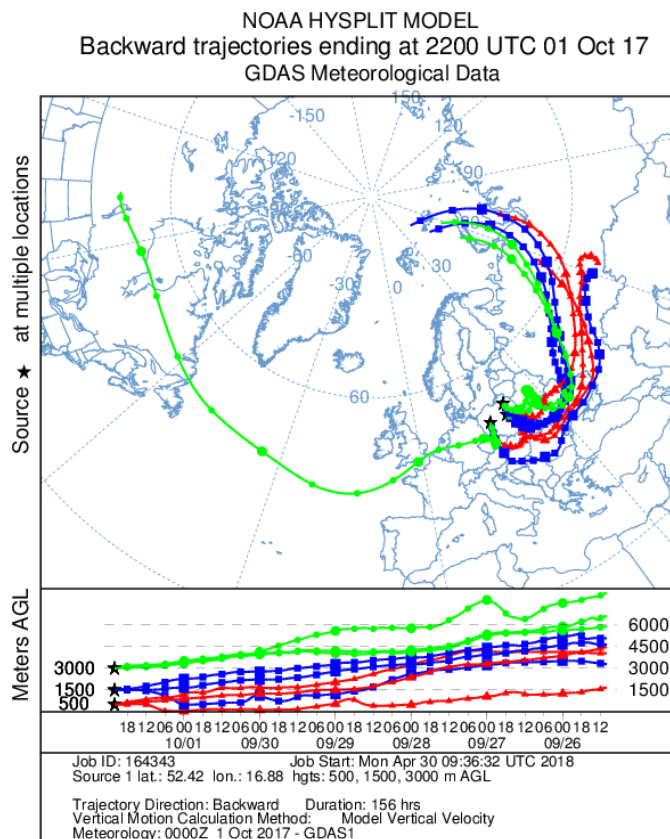 NOAA HYSPLIT MODEL
Backward trajectories ending at 2200 UTC 01 Oct 17
GDAS Meteorological Data
Source ★ at multiple locations
-150
150
120
120
90
-60
-30
30
0
60
Meters AGL
3000
1500
500
6000
4500
3000
1500
18 12 06 00 18 12 06 00 18 12 06 00 18 12 06 00 18 12 06 00 18 12 06 00 18 12
10/01 09/30 09/29 09/28 09/27 09/26
Job ID: 164343 Job Start: Mon Apr 30 09:36:32 UTC 2018
Source 1 lat.: 52.42 lon.: 16.88 hgts: 500, 1500, 3000 m AGL
Trajectory Direction: Backward Duration: 156 hrs
Vertical Motion Calculation Method: Model Vertical Velocity
Meteorology: 0000Z 1 Oct 2017 - GDAS1